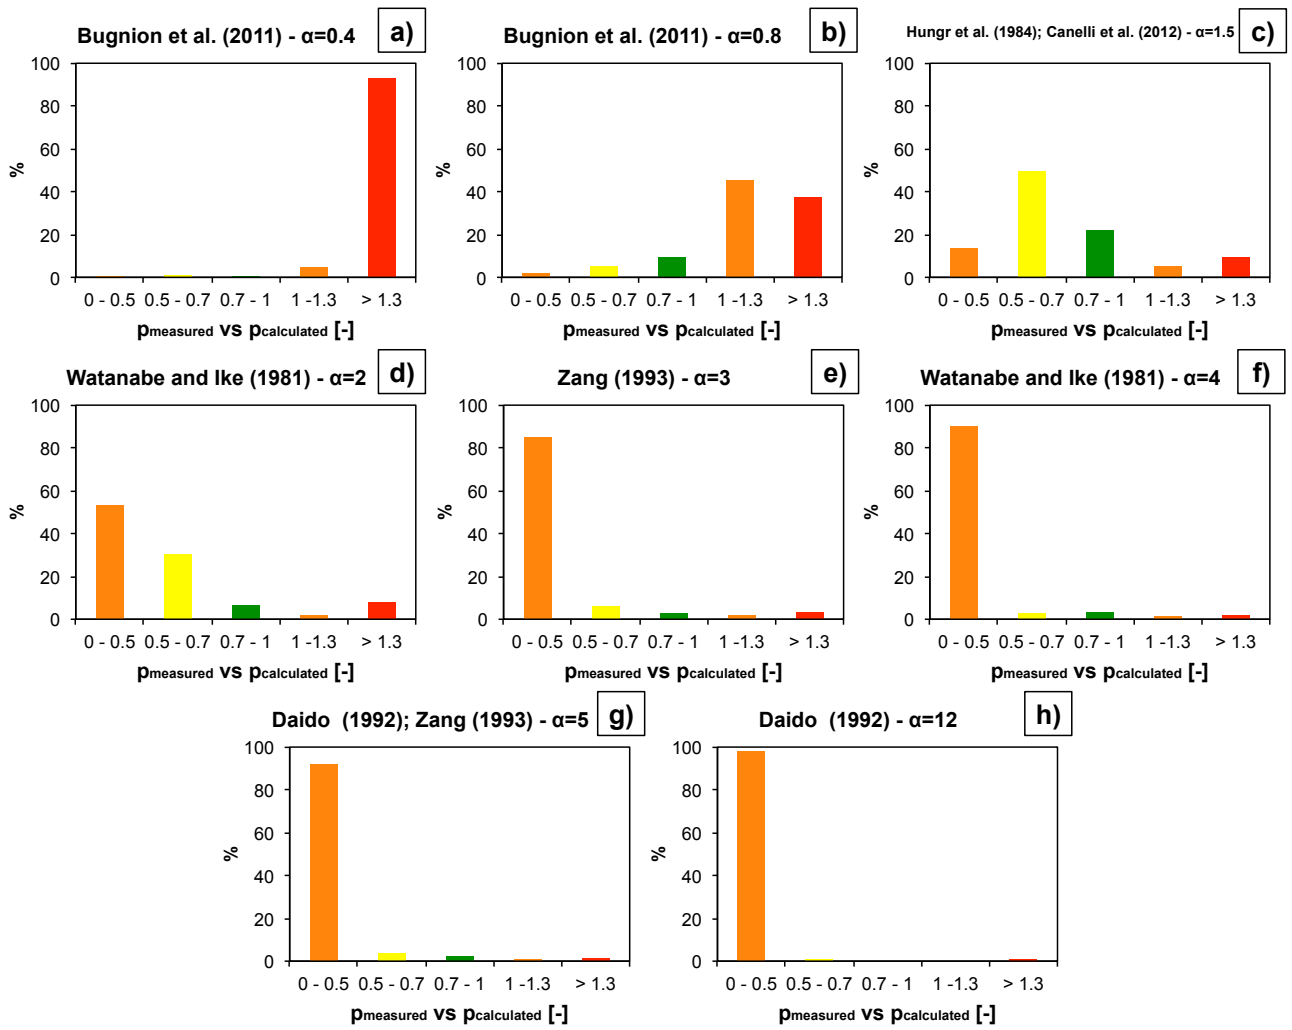 Bugnion et al. (2011) - α=0.4
a)
100
80
60
40
20
0
%
0 - 0.5 0.5 - 0.7 0.7 - 1 1 -1.3 > 1.3
pmeasured vs pcalculated [-]
Bugnion et al. (2011) - α=0.8
b)
100
80
60
40
20
0
%
0 - 0.5 0.5 - 0.7 0.7 - 1 1 -1.3 > 1.3
pmeasured vs pcalculated [-]
Hungr et al. (1984); Canelli et al. (2012) - α=1.5
c)
100
80
60
40
20
0
%
0 - 0.5 0.5 - 0.7 0.7 - 1 1 -1.3 > 1.3
pmeasured vs pcalculated [-]
Watanabe and Ike (1981) - α=2
d)
100
80
60
40
20
0
%
0 - 0.5 0.5 - 0.7 0.7 - 1 1 -1.3 > 1.3
pmeasured vs pcalculated [-]
Zang (1993) - α=3
e)
100
80
60
40
20
0
%
0 - 0.5 0.5 - 0.7 0.7 - 1 1 -1.3 > 1.3
pmeasured vs pcalculated [-]
Watanabe and Ike (1981) - α=4
f)
100
80
60
40
20
0
%
0 - 0.5 0.5 - 0.7 0.7 - 1 1 -1.3 > 1.3
pmeasured vs pcalculated [-]
Daido (1992); Zang (1993) - α=5
g)
100
80
60
40
20
0
%
0 - 0.5 0.5 - 0.7 0.7 - 1 1 -1.3 > 1.3
pmeasured vs pcalculated [-]
Daido (1992) - α=12
h)
100
80
60
40
20
0
%
0 - 0.5 0.5 - 0.7 0.7 - 1 1 -1.3 > 1.3
pmeasured vs pcalculated [-]